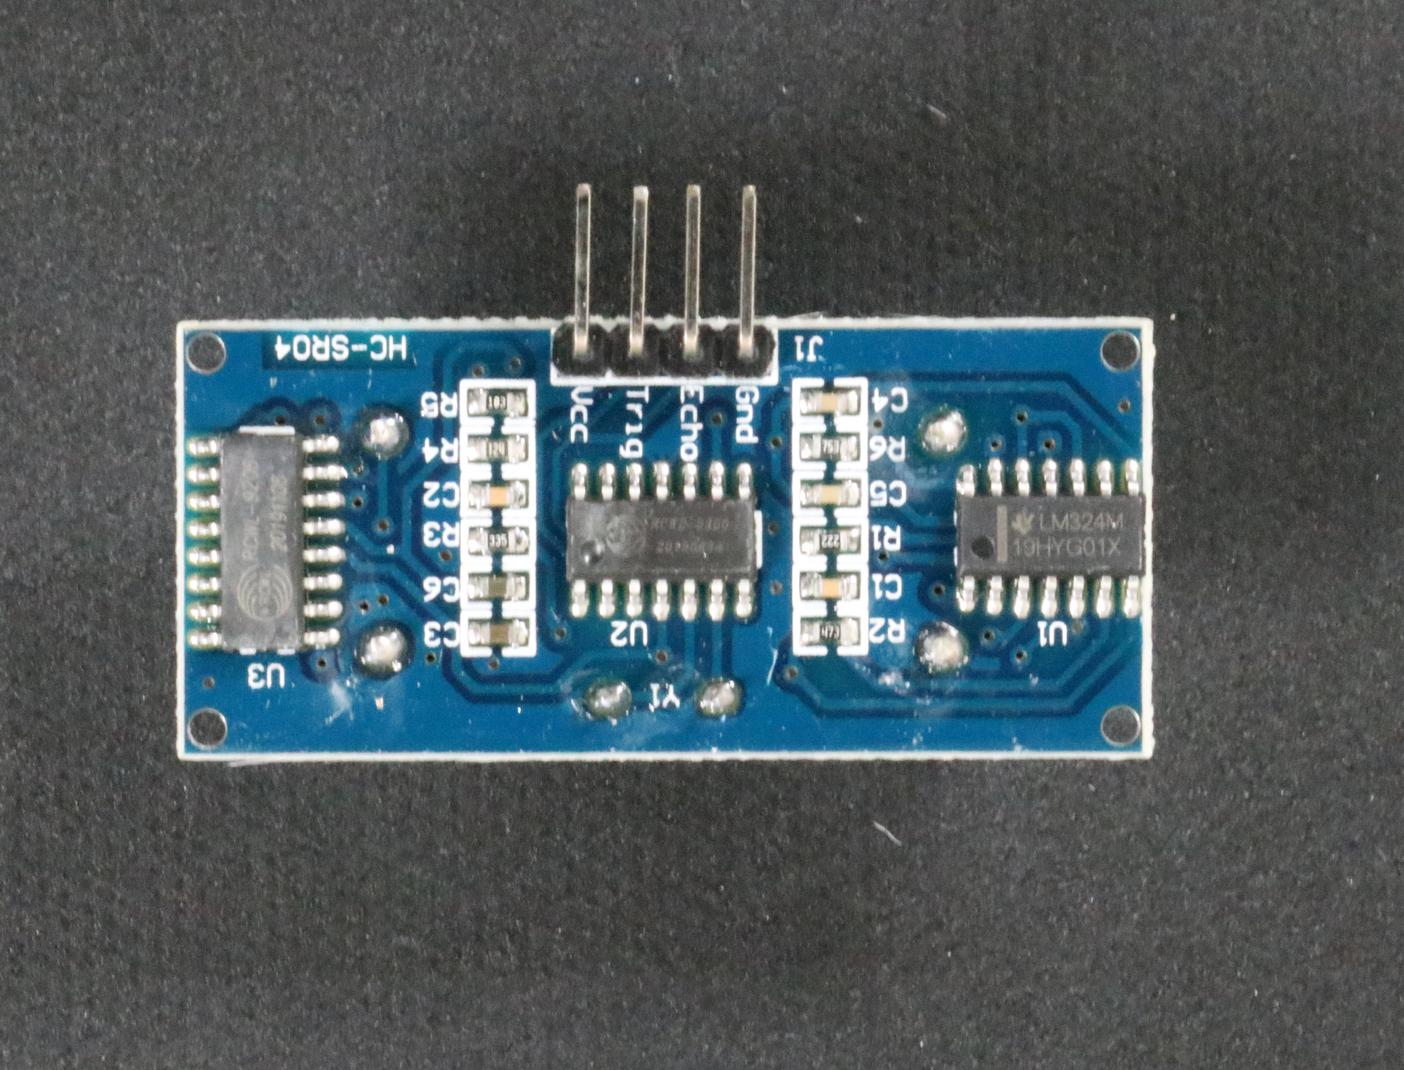 HC-SR04
J1
Vcc
Trig
Echo
Gnd
R5
103
R4
C2
R3
335
C6
C3
C4
R6
753
C5
R1
222
C1
R2
473
U3
U2
U1
Y1
LM324M
19HYG01X